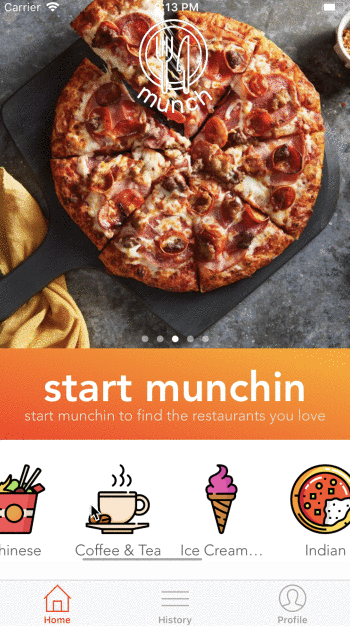 Carrier
:13 PM
munch
start munchin
start munchin to find the restaurants you love
hinese
Coffee & Tea
Ice Cream...
Indian
Home
History
Profile